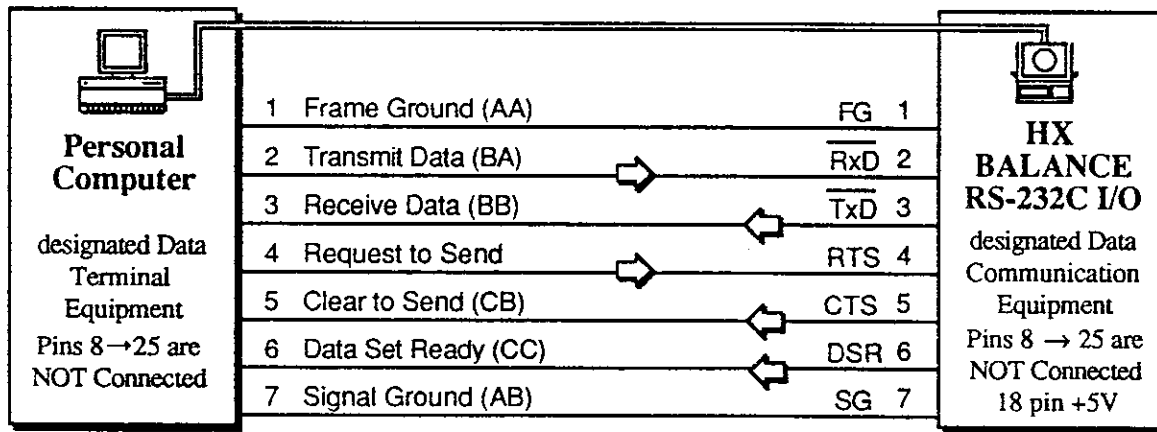 Personal
Computer
designated Data
Terminal
Equipment
Pins 8→25 are
NOT Connected
1 Frame Ground (AA) FG 1
2 Transmit Data (BA) RxD 2
3 Receive Data (BB) TxD 3
4 Request to Send RTS 4
5 Clear to Send (CB) CTS 5
6 Data Set Ready (CC) DSR 6
7 Signal Ground (AB) SG 7
HX
BALANCE
RS-232C I/O
designated Data
Communication
Equipment
Pins 8 → 25 are
NOT Connected
18 pin +5V